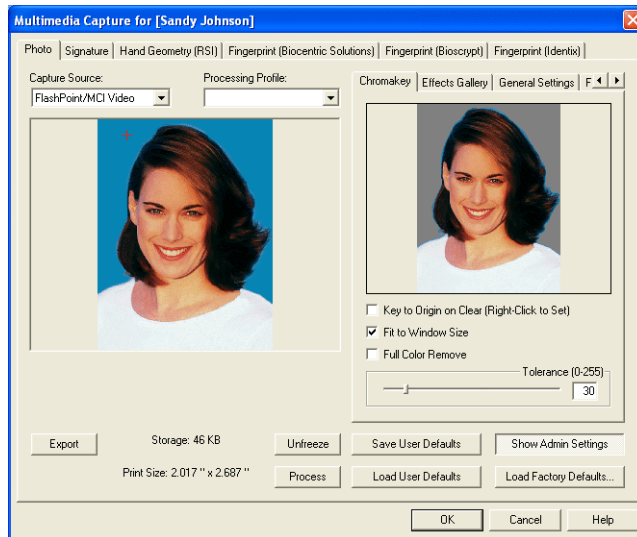 Multimedia Capture for [Sandy Johnson]
Photo Signature Hand Geometry (RSI) Fingerprint (Biocentric Solutions) Fingerprint (Bioscrypt) Fingerprint (Identix)
Capture Source: Processing Profile:
FlashPoint/MCI Video
Chromakey Effects Gallery General Settings F
Key to Origin on Clear (Right-Click to Set)
Fit to Window Size
Full Color Remove
Tolerance (0-255)
30
Export Storage: 46 KB Unfreeze Save User Defaults Show Admin Settings
Print Size: 2.017 " x 2.687 " Process Load User Defaults Load Factory Defaults...
OK Cancel Help